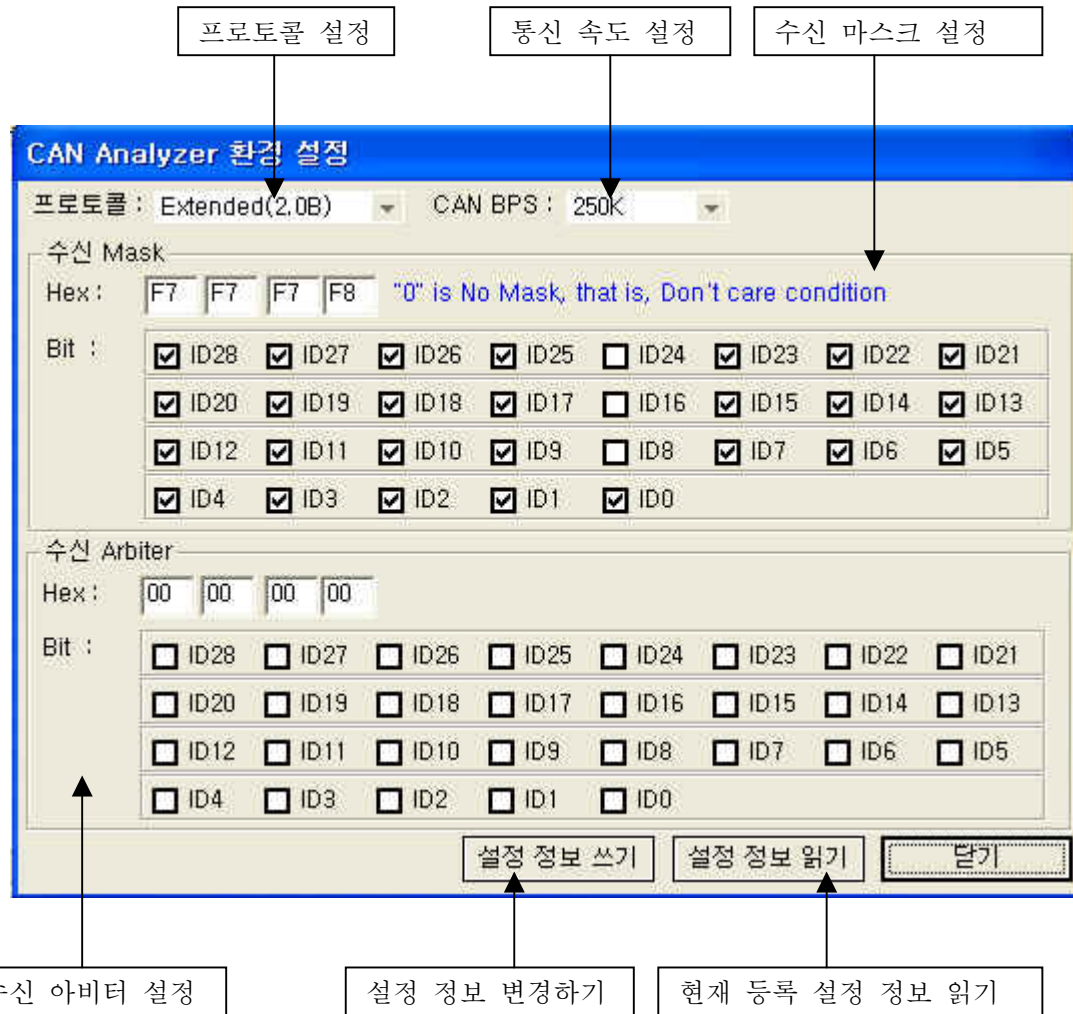 프로토콜 설정 통신 속도 설정 수신 마스크 설정
CAN Analyzer 환경 설정
프로토콜 : Extended(2.0B) CAN BPS : 250K
수신 Mask
Hex : F7 F7 F7 F8 "0" is No Mask, that is, Don't care condition
Bit : ID28 ID27 ID26 ID25 ID24 ID23 ID22 ID21
ID20 ID19 ID18 ID17 ID16 ID15 ID14 ID13
ID12 ID11 ID10 ID9 ID8 ID7 ID6 ID5
ID4 ID3 ID2 ID1 ID0
수신 Arbiter
Hex : 00 00 00 00
Bit : ID28 ID27 ID26 ID25 ID24 ID23 ID22 ID21
ID20 ID19 ID18 ID17 ID16 ID15 ID14 ID13
ID12 ID11 ID10 ID9 ID8 ID7 ID6 ID5
ID4 ID3 ID2 ID1 ID0
설정 정보 쓰기 설정 정보 읽기 닫기
수신 아비터 설정 설정 정보 변경하기 현재 등록 설정 정보 읽기